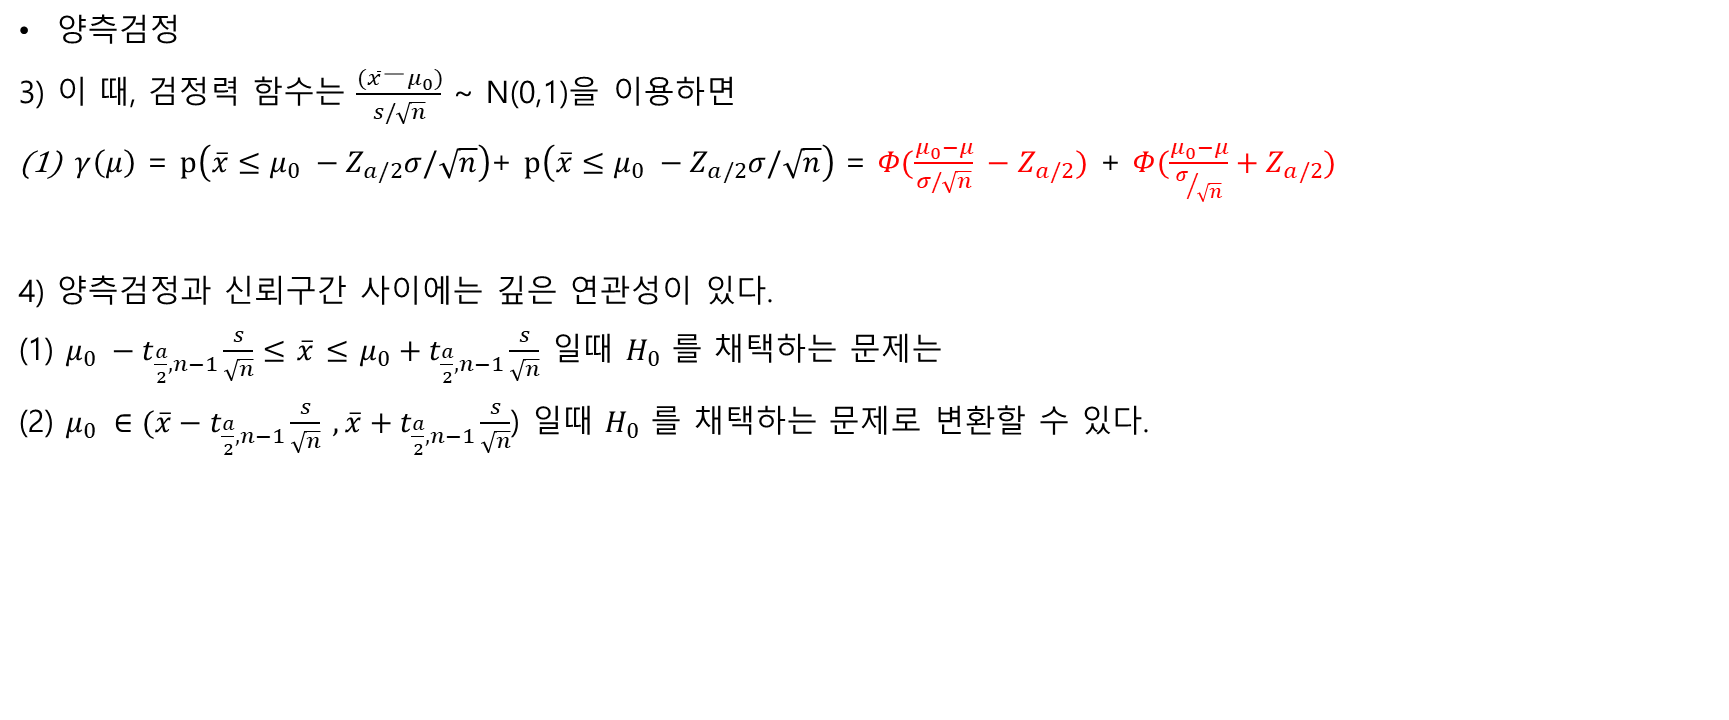 • 양측검정
3) 이 때, 검정력 함수는 (x̄ − μ₀) / (s/√n) ~ N(0,1)을 이용하면
(1) γ(μ) = p(x̄ ≤ μ₀ − Z_{a/2}σ/√n)+ p(x̄ ≤ μ₀ − Z_{a/2}σ/√n) = Φ((μ₀−μ)/(σ/√n) − Z_{a/2}) + Φ((μ₀−μ)/(σ/√n) + Z_{a/2})
4) 양측검정과 신뢰구간 사이에는 깊은 연관성이 있다.
(1) μ₀ − t_{a/2,n−1} s/√n ≤ x̄ ≤ μ₀ + t_{a/2,n−1} s/√n 일때 H₀ 를 채택하는 문제는
(2) μ₀ ∈ (x̄ − t_{a/2,n−1} s/√n , x̄ + t_{a/2,n−1} s/√n) 일때 H₀ 를 채택하는 문제로 변환할 수 있다.